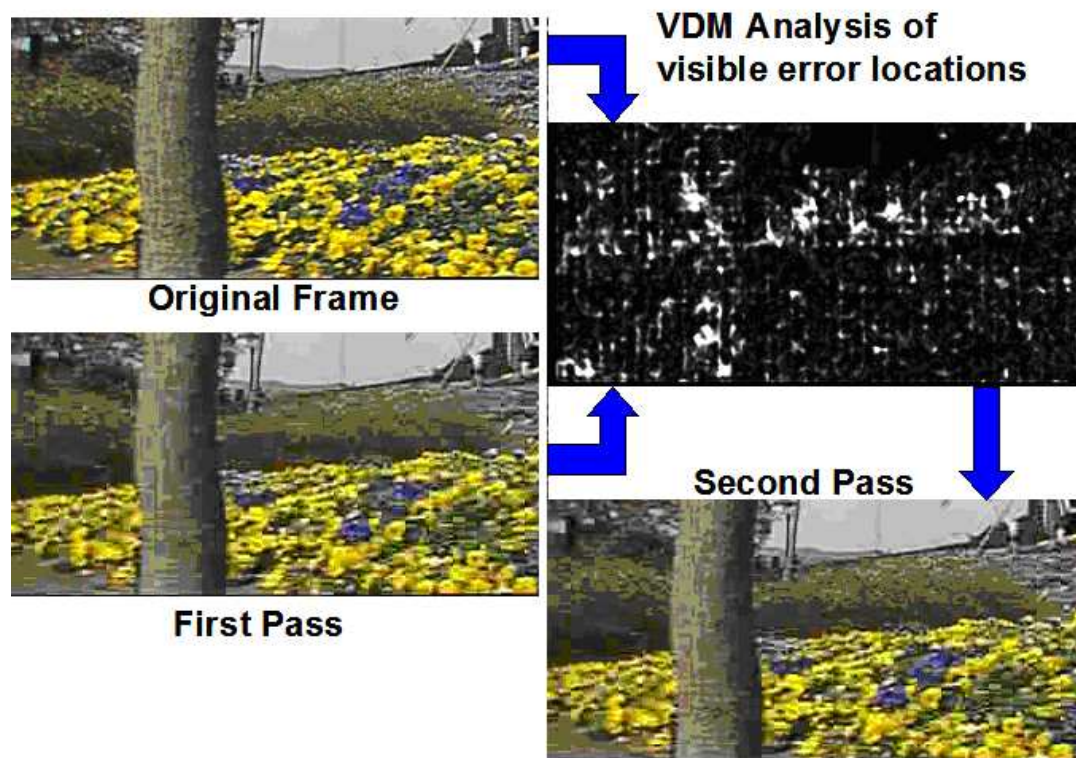 VDM Analysis of
visible error locations
Original Frame
Second Pass
First Pass